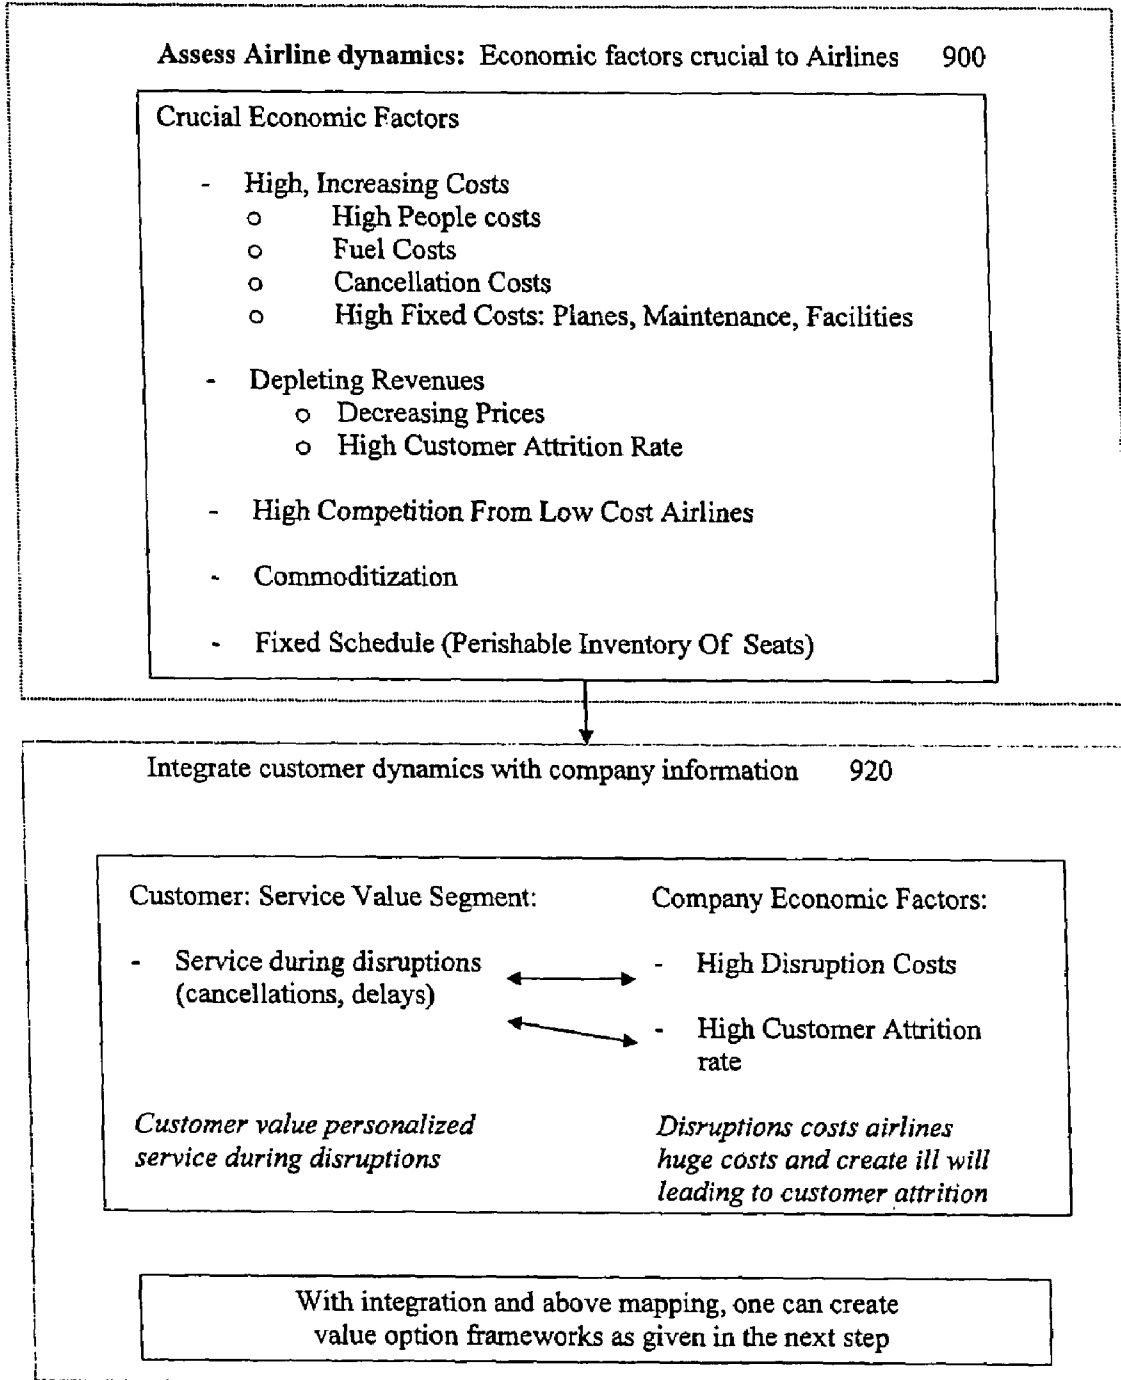 Assess Airline dynamics: Economic factors crucial to Airlines 900
Crucial Economic Factors
- High, Increasing Costs
o High People costs
o Fuel Costs
o Cancellation Costs
o High Fixed Costs: Planes, Maintenance, Facilities
- Depleting Revenues
o Decreasing Prices
o High Customer Attrition Rate
- High Competition From Low Cost Airlines
- Commoditization
- Fixed Schedule (Perishable Inventory Of Seats)
Integrate customer dynamics with company information 920
Customer: Service Value Segment:
- Service during disruptions
(cancellations, delays)
Customer value personalized
service during disruptions
Company Economic Factors:
- High Disruption Costs
- High Customer Attrition
rate
Disruptions costs airlines
huge costs and create ill will
leading to customer attrition
With integration and above mapping, one can create
value option frameworks as given in the next step